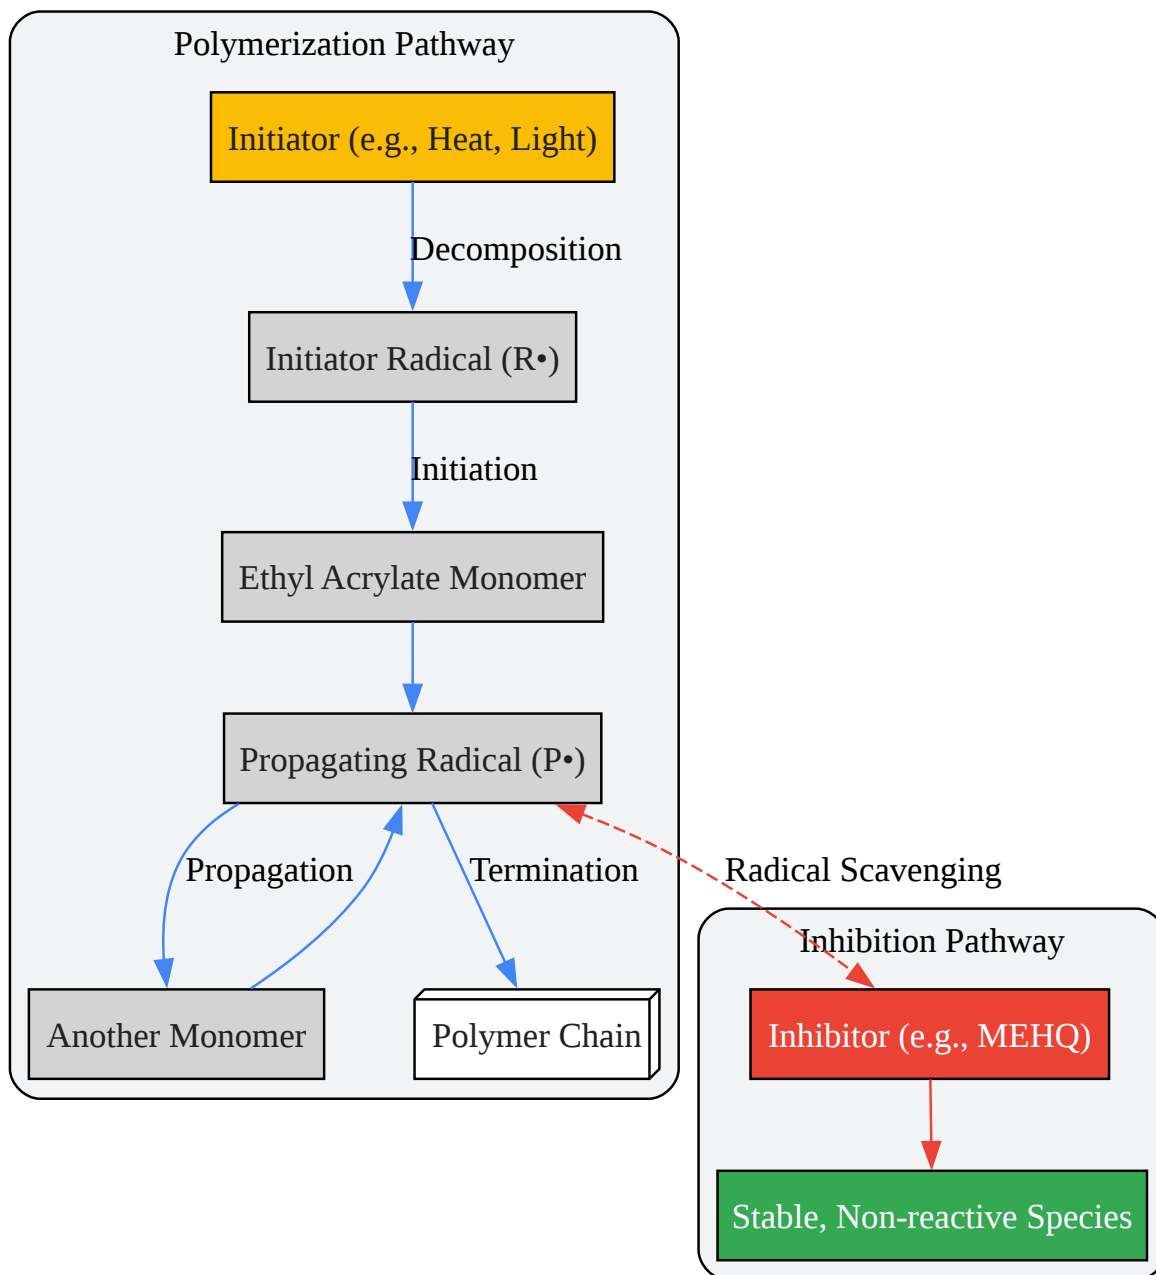 Polymerization Pathway
Initiator (e.g., Heat, Light)
Decomposition
Initiator Radical (R•)
Initiation
Ethyl Acrylate Monomer
Propagating Radical (P•)
Propagation
Termination
Radical Scavenging
Inhibition Pathway
Another Monomer
Polymer Chain
Inhibitor (e.g., MEHQ)
Stable, Non-reactive Species